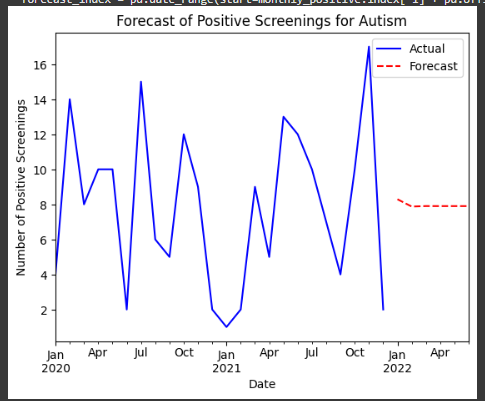 Forecast of Positive Screenings for Autism
Actual
Forecast
Number of Positive Screenings
16
14
12
10
8
6
4
2
Jan Apr Jul Oct Jan Apr Jul Oct Jan Apr
2020 2021 2022
Date